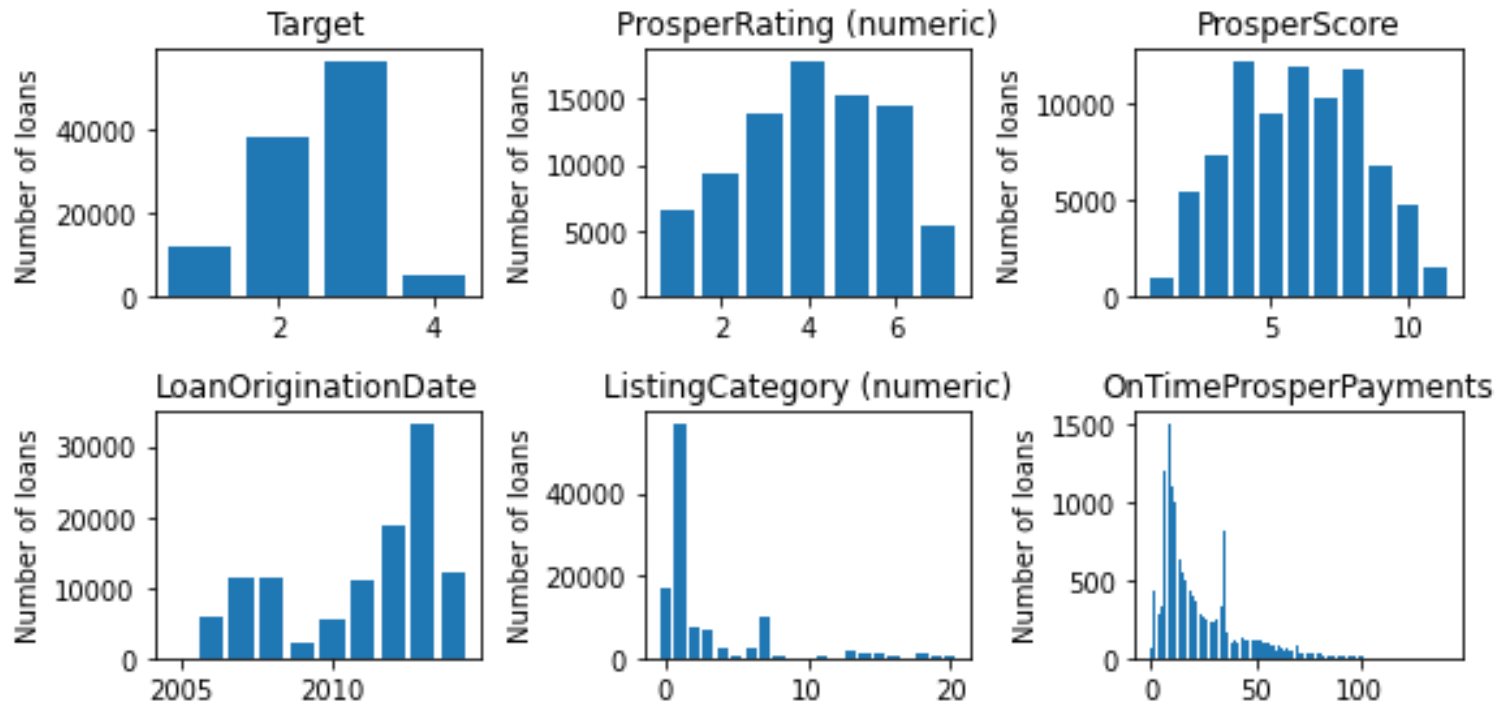 Target
Number of loans
40000
20000
0
2 4
ProsperRating (numeric)
Number of loans
15000
10000
5000
0
2 4 6
ProsperScore
Number of loans
10000
5000
0
5 10
LoanOriginationDate
Number of loans
30000
20000
10000
0
2005 2010
ListingCategory (numeric)
Number of loans
40000
20000
0
0 10 20
OnTimeProsperPayments
Number of loans
1500
1000
500
0
0 50 100